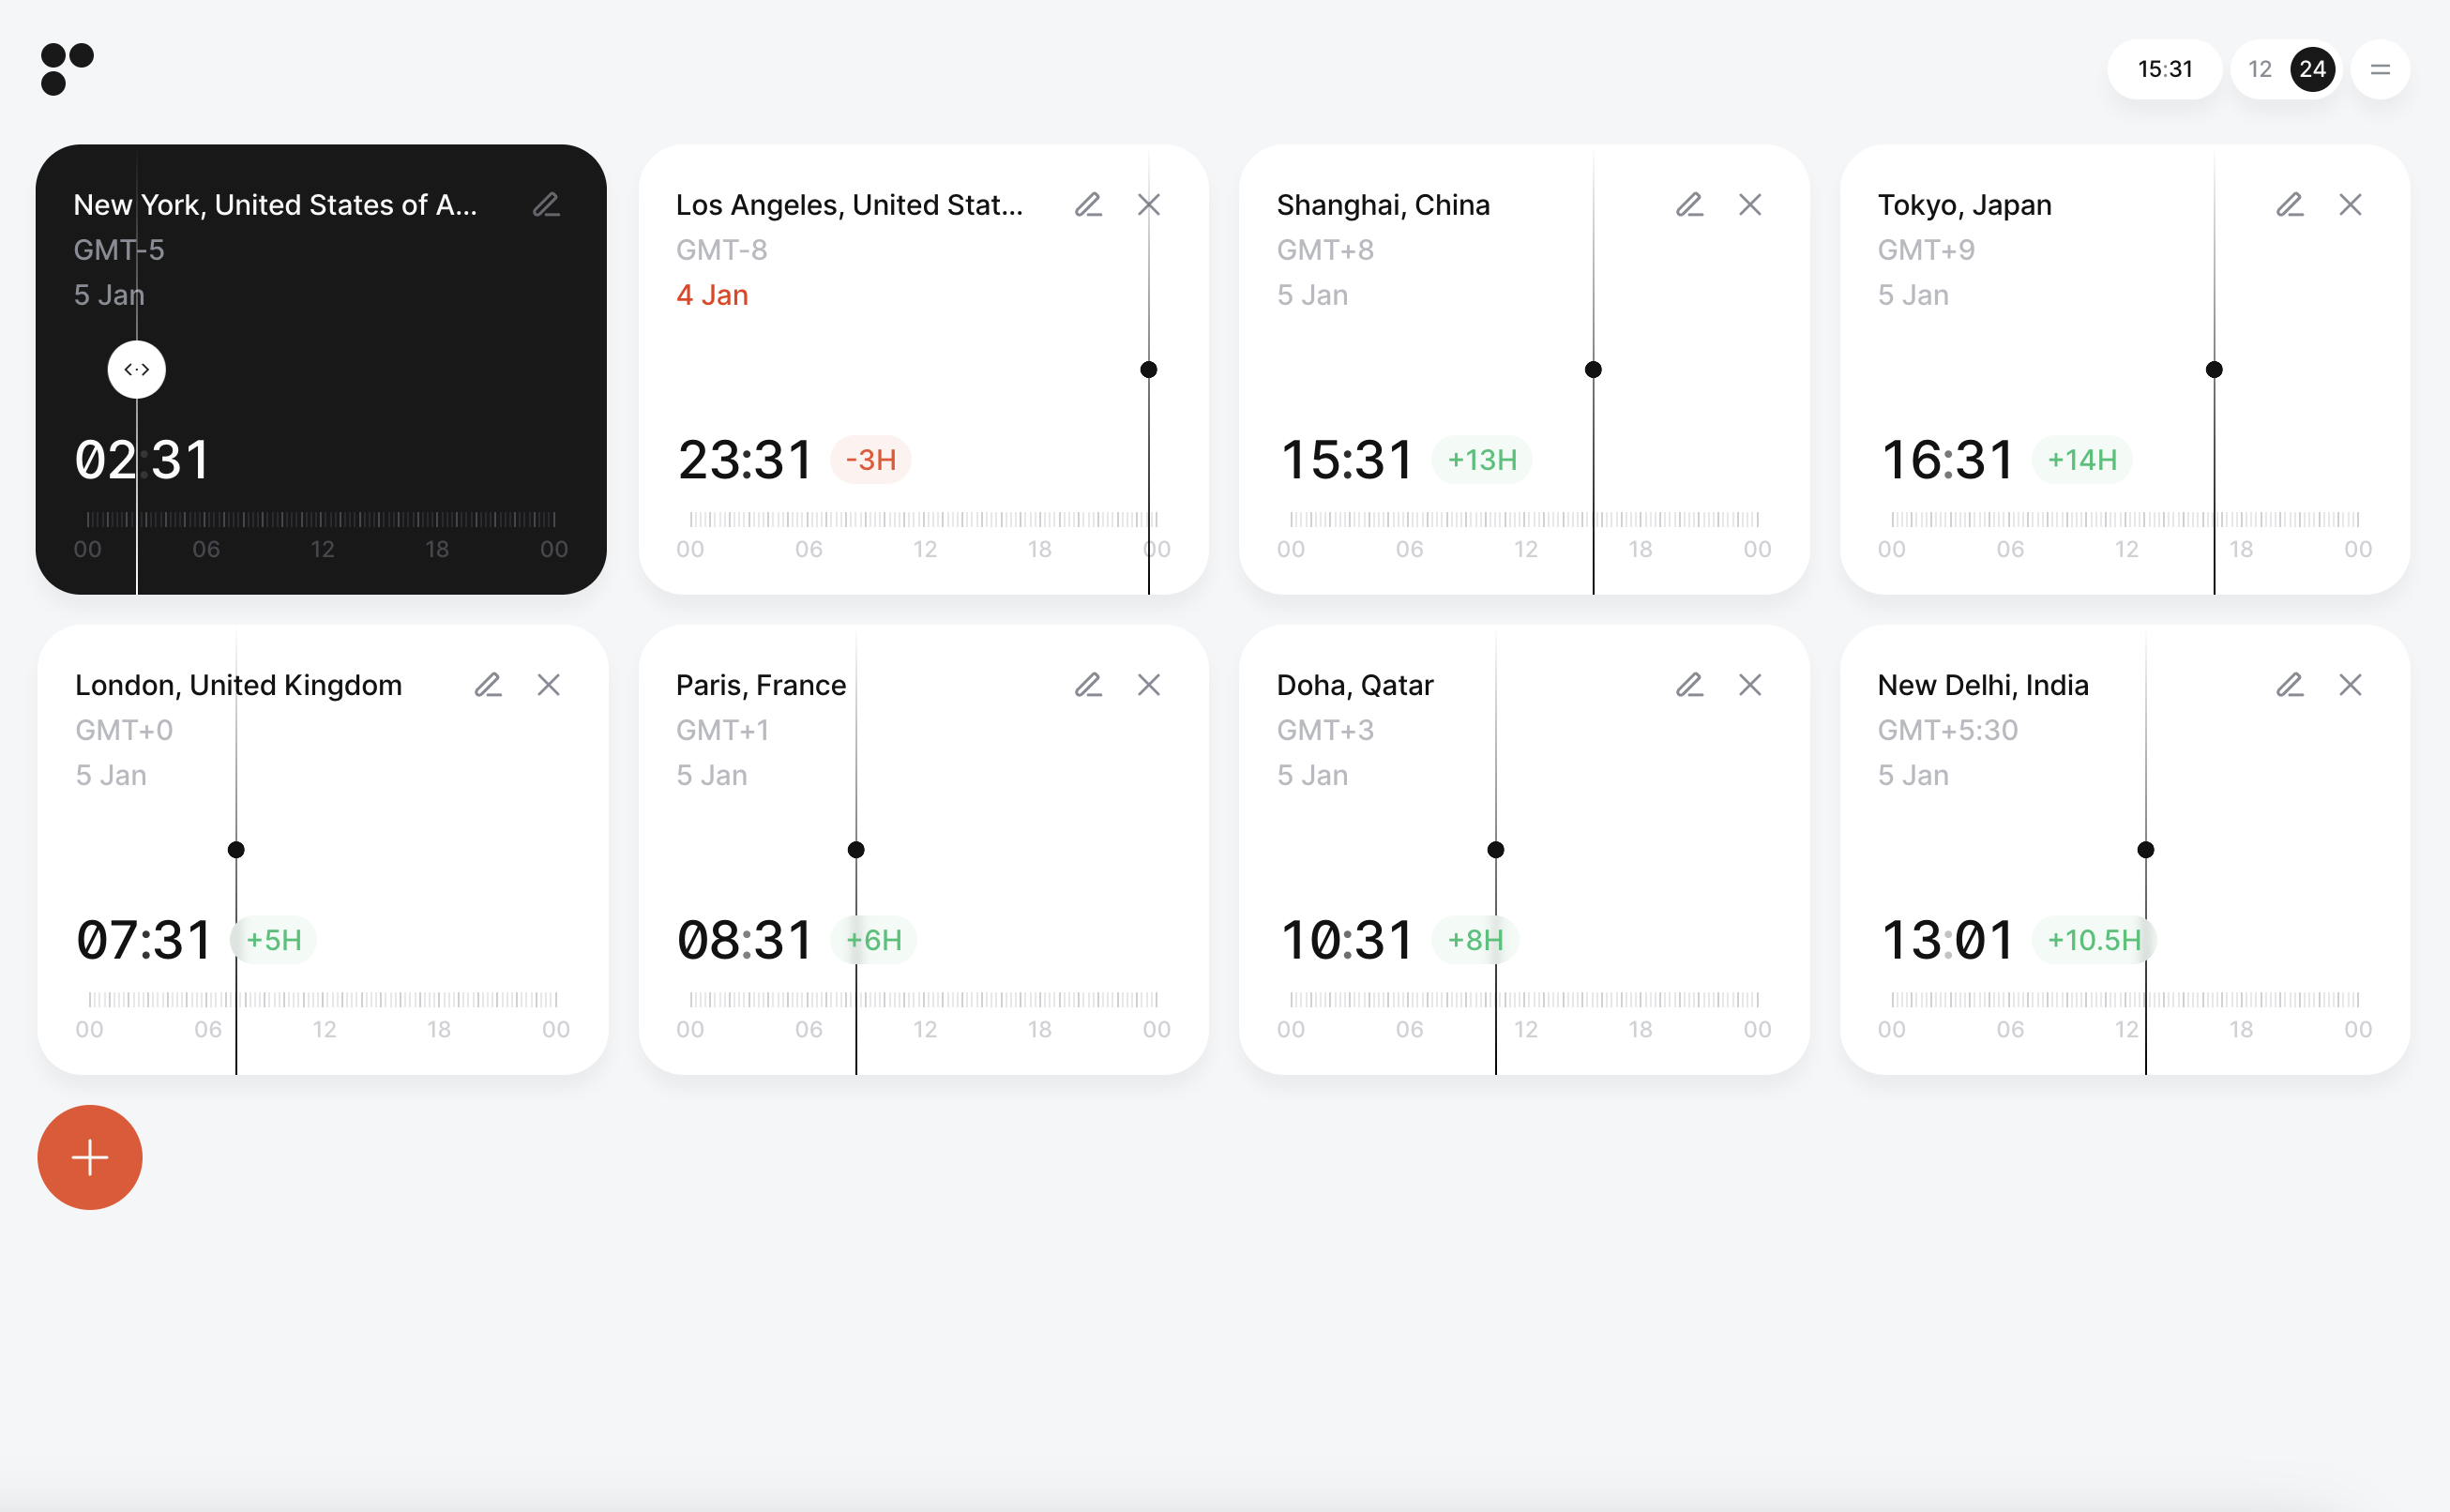 15:31 12 24
New York, United States of A...
GMT-5
5 Jan
02:31
00 06 12 18 00
Los Angeles, United Stat...
GMT-8
4 Jan
23:31 -3H
00 06 12 18 00
Shanghai, China
GMT+8
5 Jan
15:31 +13H
00 06 12 18 00
Tokyo, Japan
GMT+9
5 Jan
16:31 +14H
00 06 12 18 00
London, United Kingdom
GMT+0
5 Jan
07:31 +5H
00 06 12 18 00
Paris, France
GMT+1
5 Jan
08:31 +6H
00 06 12 18 00
Doha, Qatar
GMT+3
5 Jan
10:31 +8H
00 06 12 18 00
New Delhi, India
GMT+5:30
5 Jan
13:01 +10.5H
00 06 12 18 00